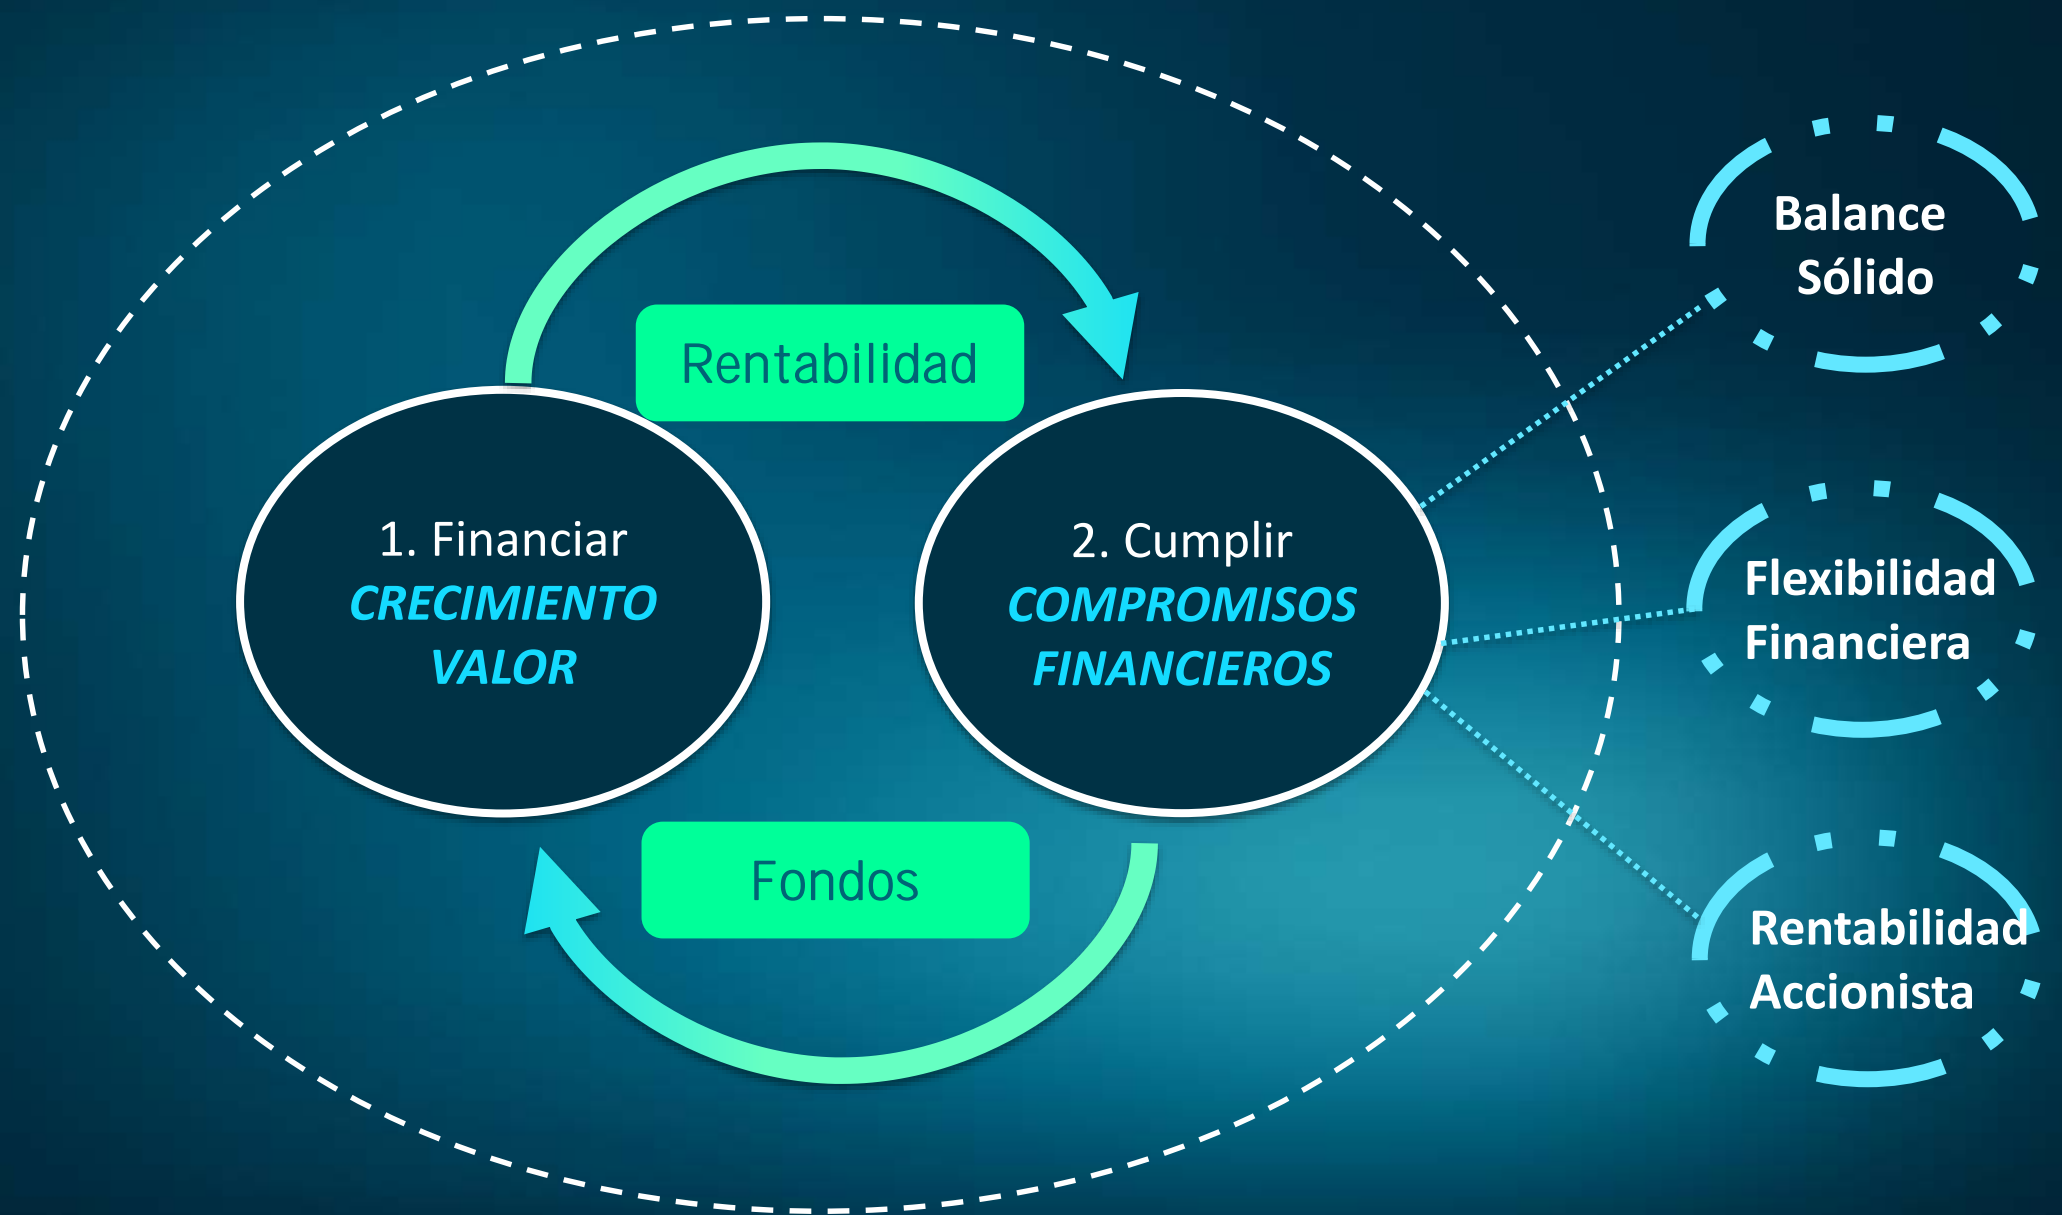 Rentabilidad
1. Financiar
CRECIMIENTO
VALOR
2. Cumplir
COMPROMISOS
FINANCIEROS
Fondos
Balance
Sólido
Flexibilidad
Financiera
Rentabilidad
Accionista